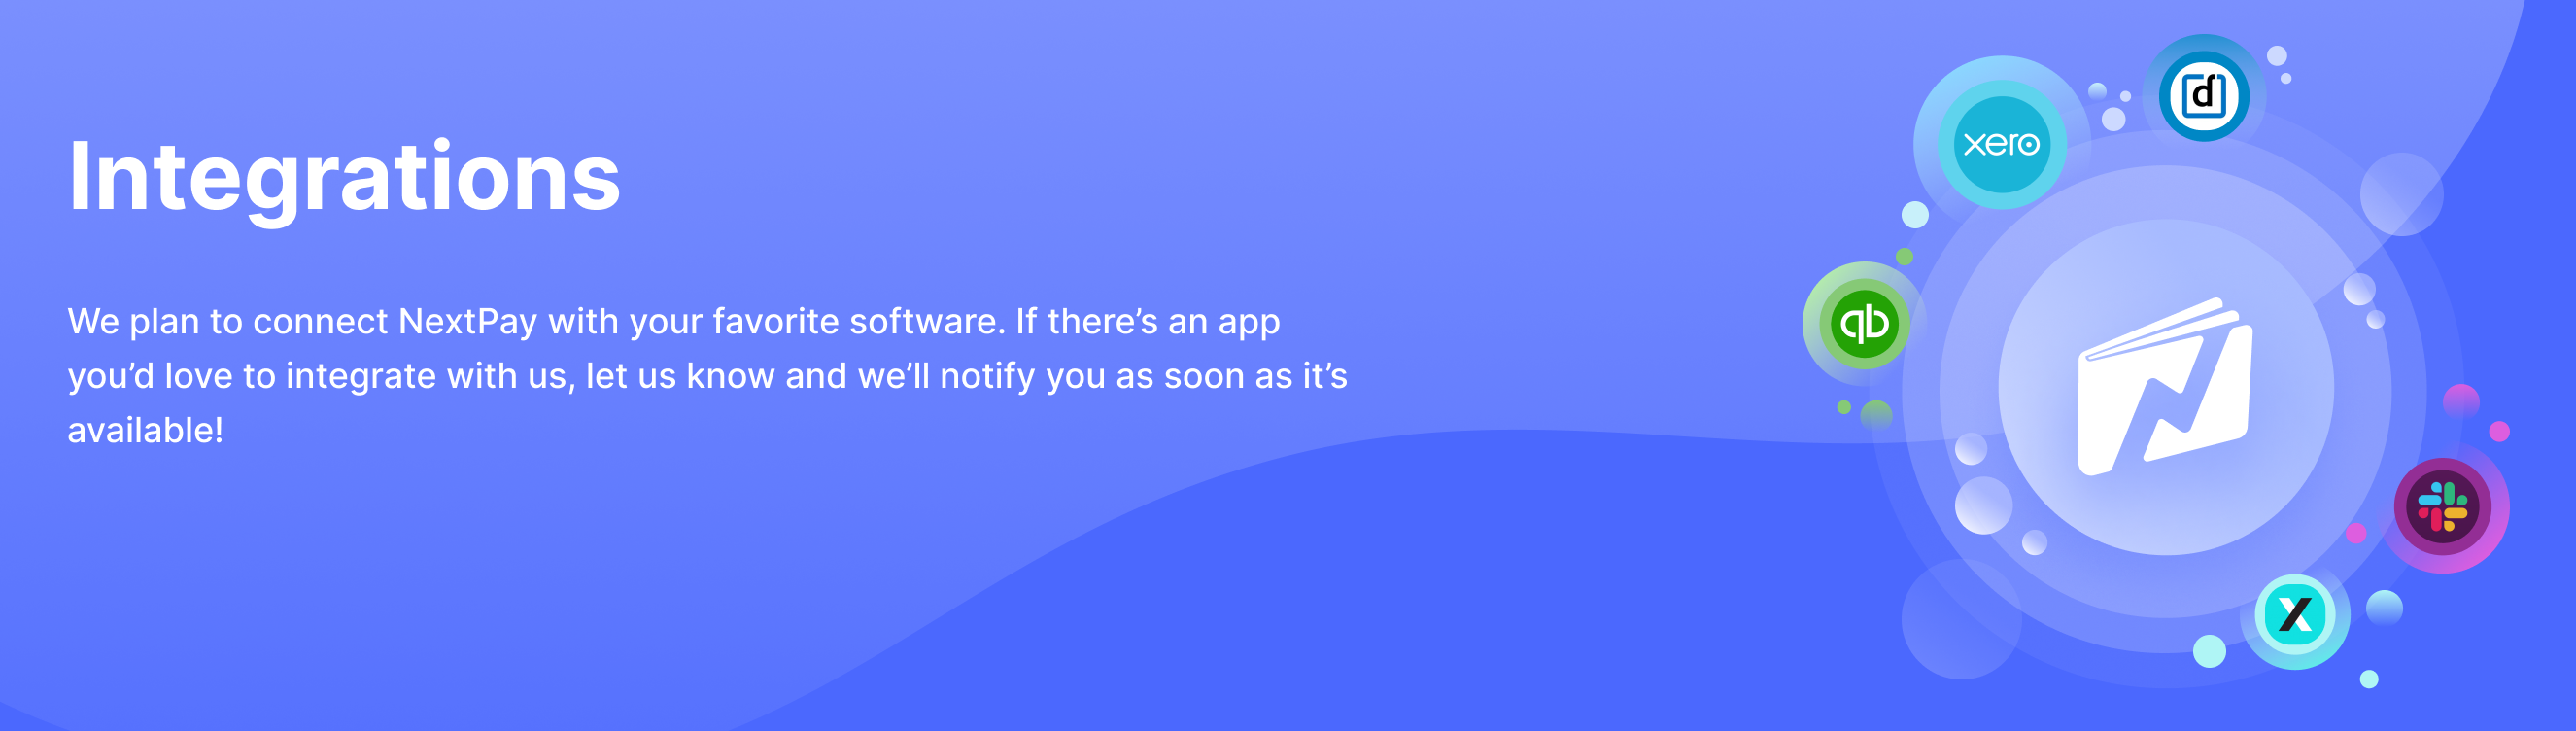 Integrations
We plan to connect NextPay with your favorite software. If there’s an app
you’d love to integrate with us, let us know and we’ll notify you as soon as it’s
available!
xero
d
qb
X